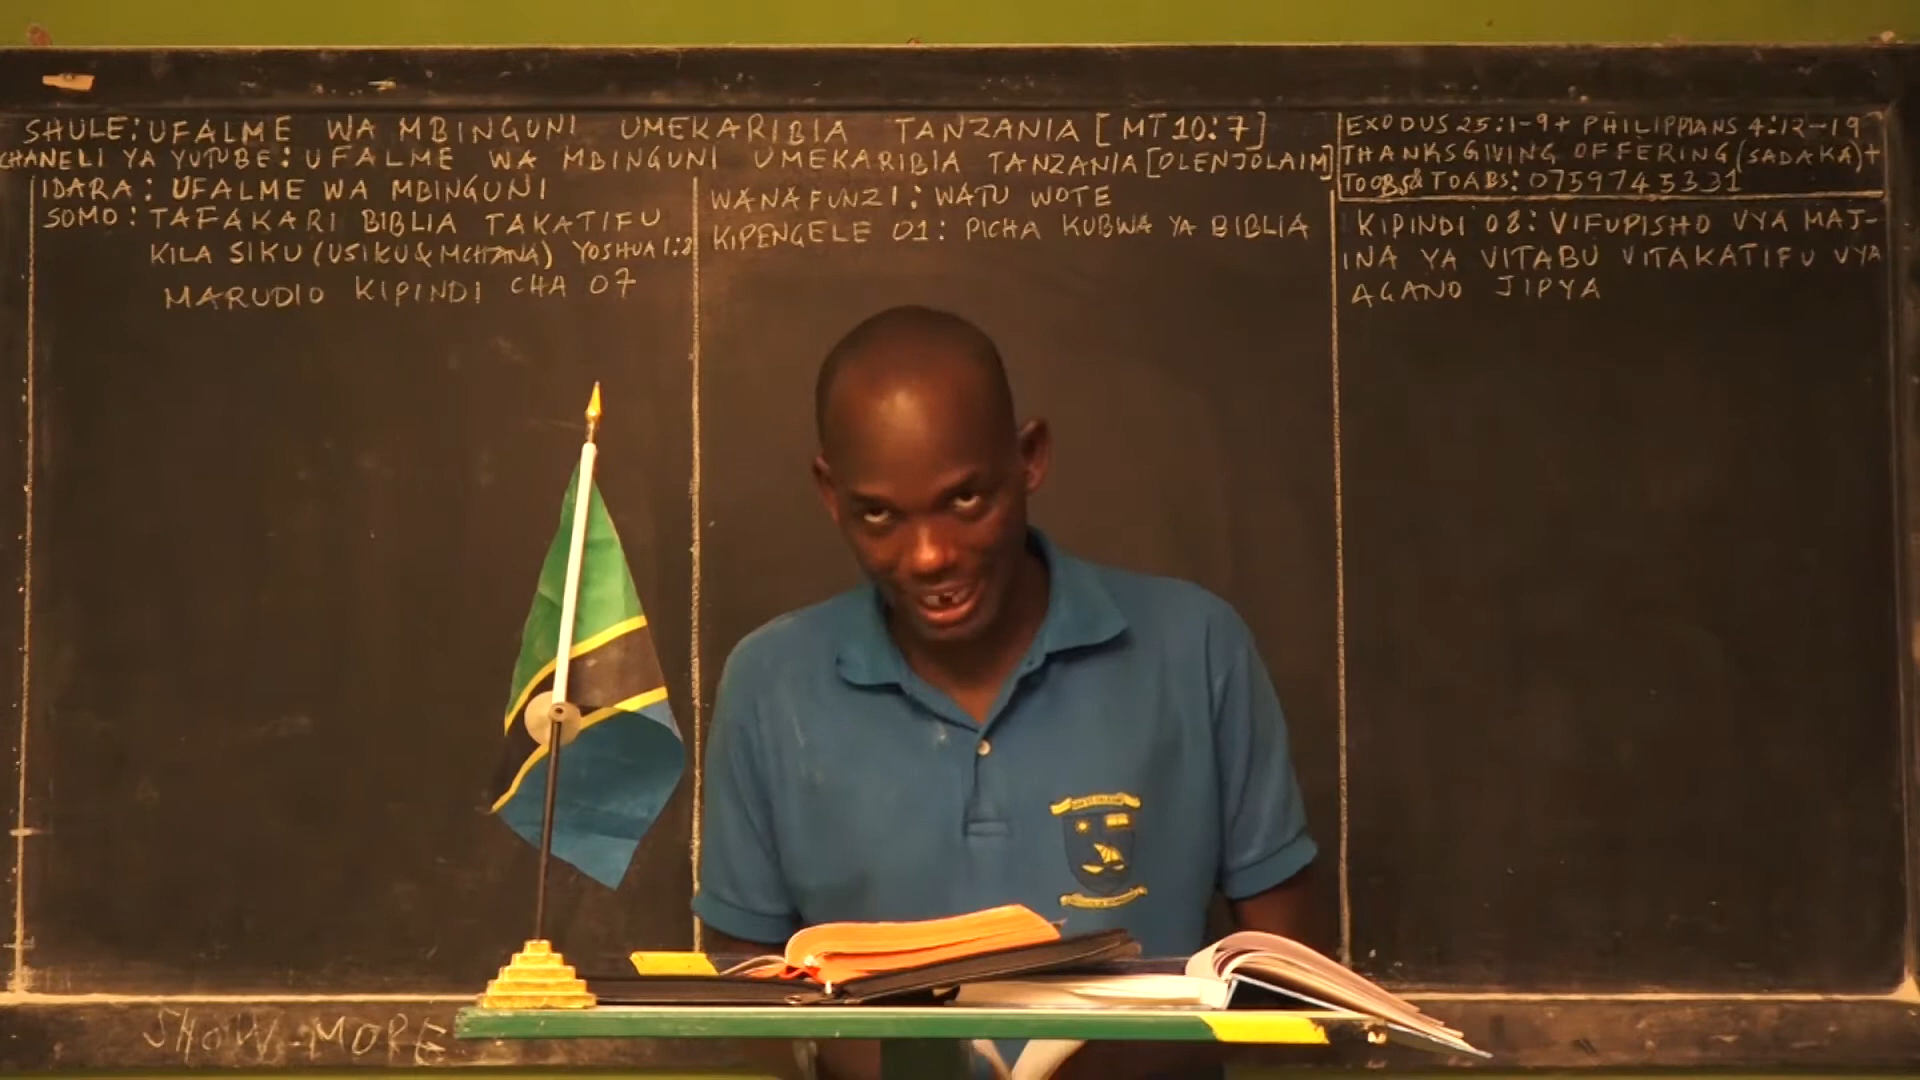 SHULE: UFALME WA MBINGUNI UMEKARIBIA TANZANIA [MT 10:7]
CHANELI YA YUTUBE: UFALME WA MBINGUNI UMEKARIBIA TANZANIA [OLENJOLAIM]
IDARA: UFALME WA MBINGUNI
SOMO: TAFAKARI BIBLIA TAKATIFU
KILA SIKU (USIKU & MCHANA) YOSHUA 1:8
MARUDIO KIPINDI CHA 07
WANAFUNZI: WATU WOTE
KIPENGELE 01: PICHA KUBWA YA BIBLIA
EXODUS 25:1-9 + PHILIPPIANS 4:12-19
THANKSGIVING OFFERING (SADAKA) +
TOOBS & TOABS: 0759745331
KIPINDI 08: VIFUPISHO VYA MAJ-
INA YA VITABU VITAKATIFU VYA
AGANO JIPYA
SHOW MORE